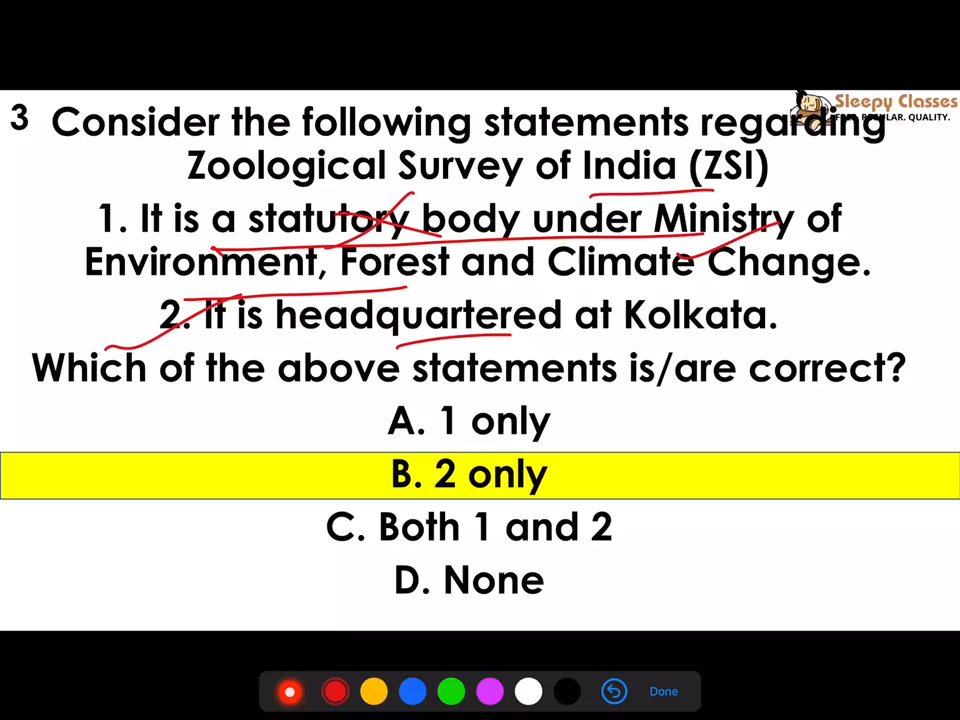 3
Consider the following statements regarding
Sleepy Classes
REGULAR. QUALITY.
Zoological Survey of India (ZSI)
1. It is a statutory body under Ministry of
Environment, Forest and Climate Change.
2. It is headquartered at Kolkata.
Which of the above statements is/are correct?
A. 1 only
B. 2 only
C. Both 1 and 2
D. None
Done